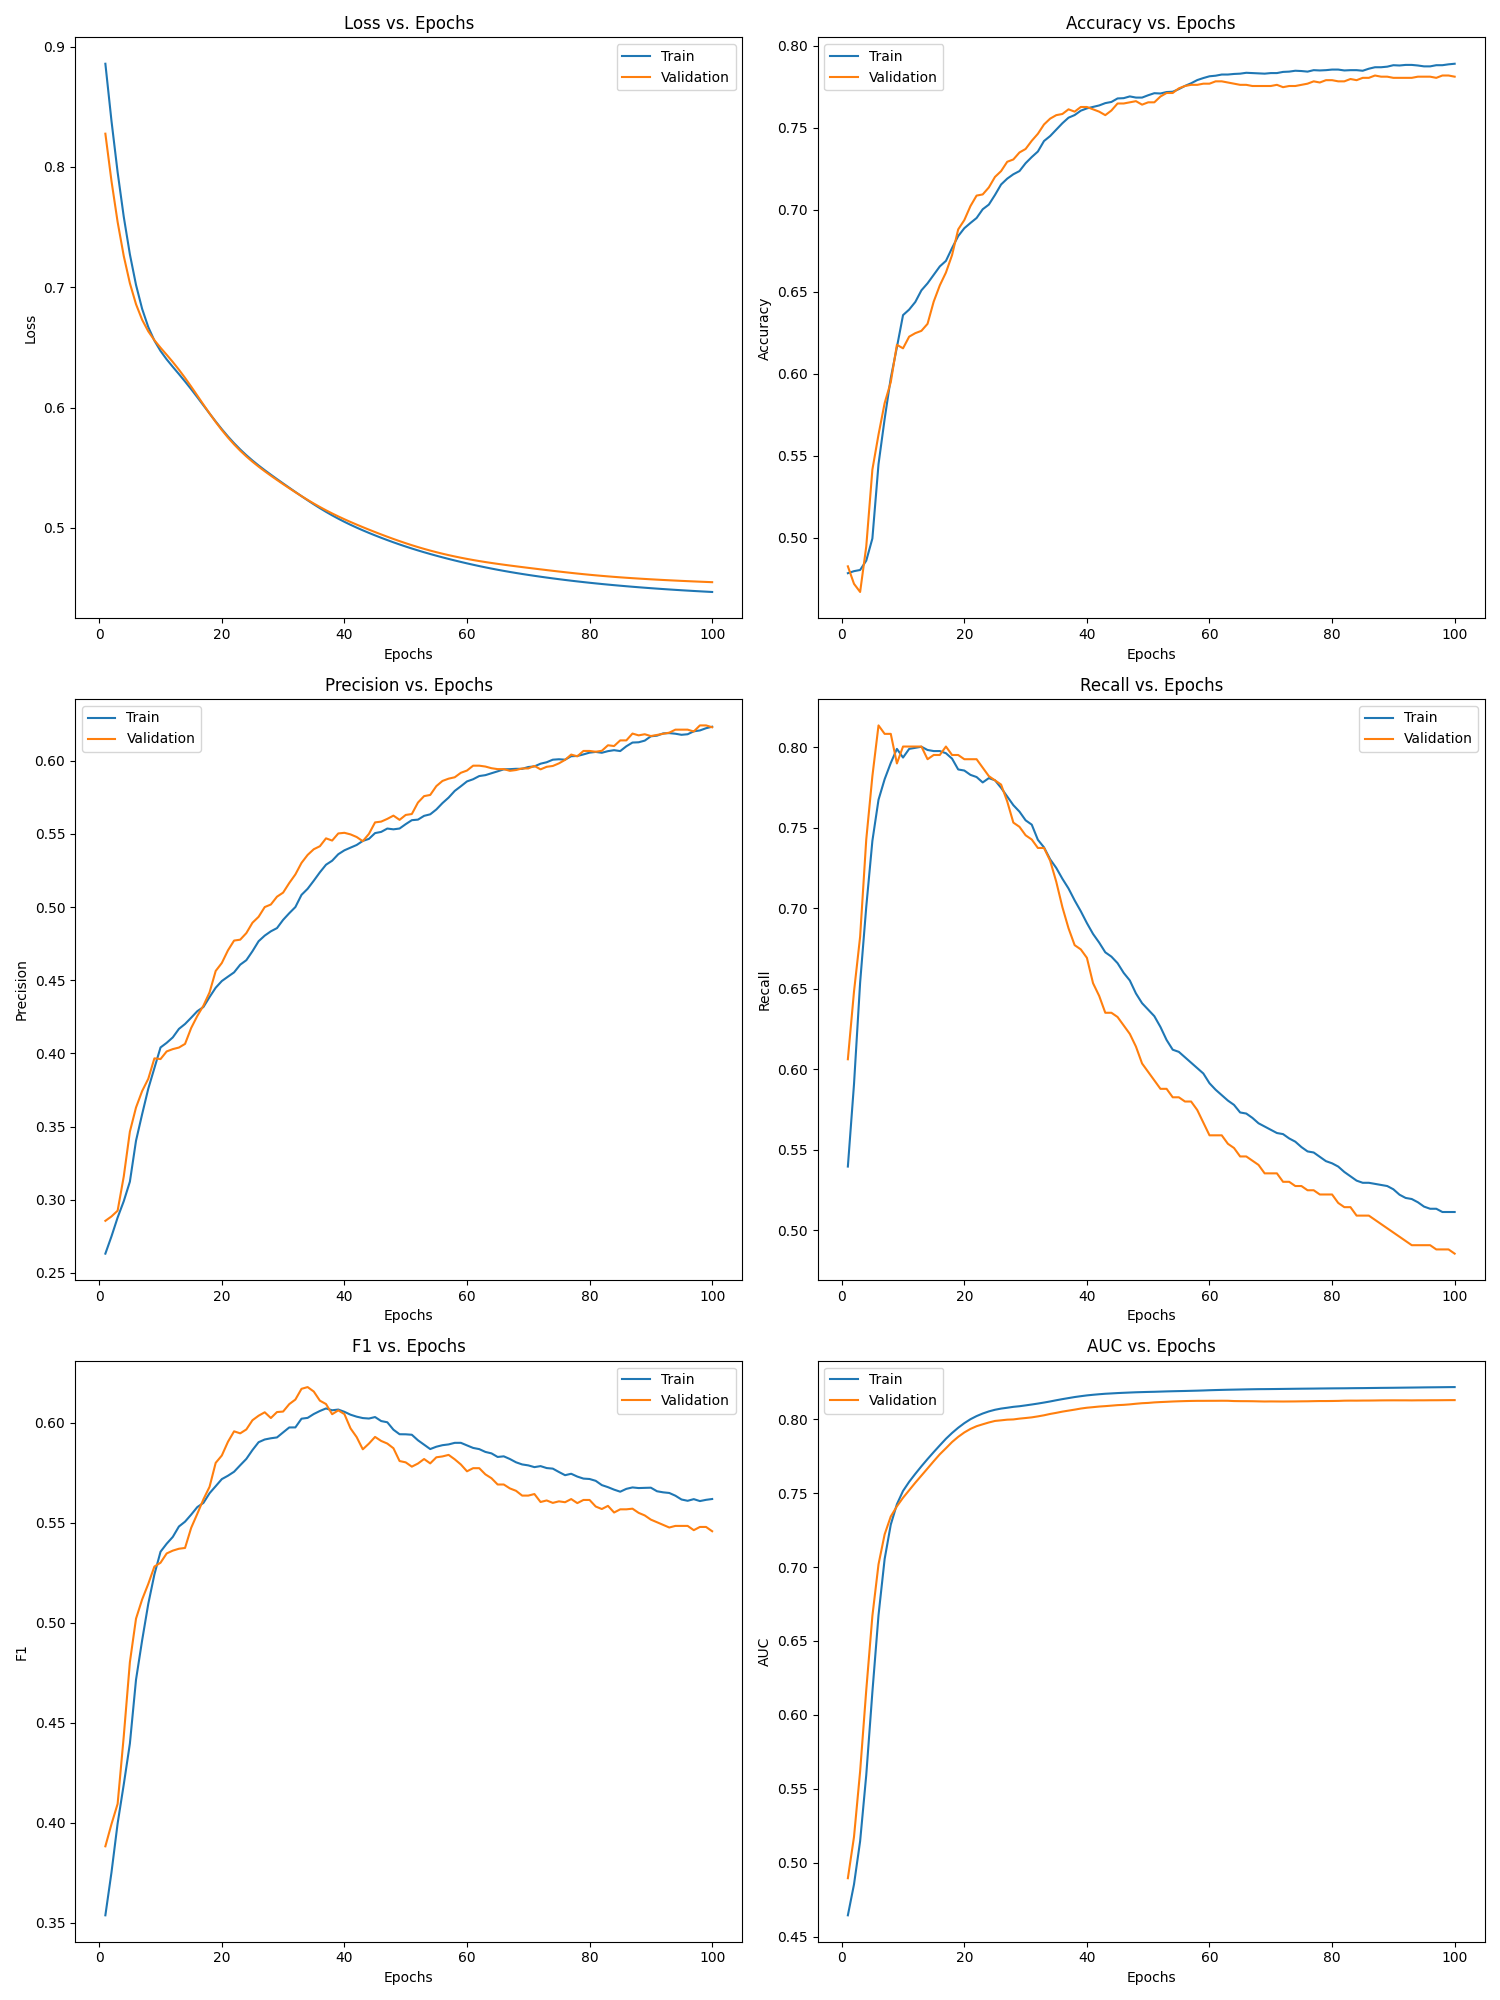 Loss vs. Epochs
0.9
0.8
0.7
0.6
0.5
Loss
0 20 40 60 80 100
Epochs
Train
Validation
Accuracy vs. Epochs
0.80
0.75
0.70
0.65
0.60
0.55
0.50
Accuracy
0 20 40 60 80 100
Epochs
Train
Validation
Precision vs. Epochs
0.60
0.55
0.50
0.45
0.40
0.35
0.30
0.25
Precision
0 20 40 60 80 100
Epochs
Train
Validation
Recall vs. Epochs
0.80
0.75
0.70
0.65
0.60
0.55
0.50
Recall
0 20 40 60 80 100
Epochs
Train
Validation
F1 vs. Epochs
0.60
0.55
0.50
0.45
0.40
0.35
F1
0 20 40 60 80 100
Epochs
Train
Validation
AUC vs. Epochs
0.80
0.75
0.70
0.65
0.60
0.55
0.50
0.45
AUC
0 20 40 60 80 100
Epochs
Train
Validation